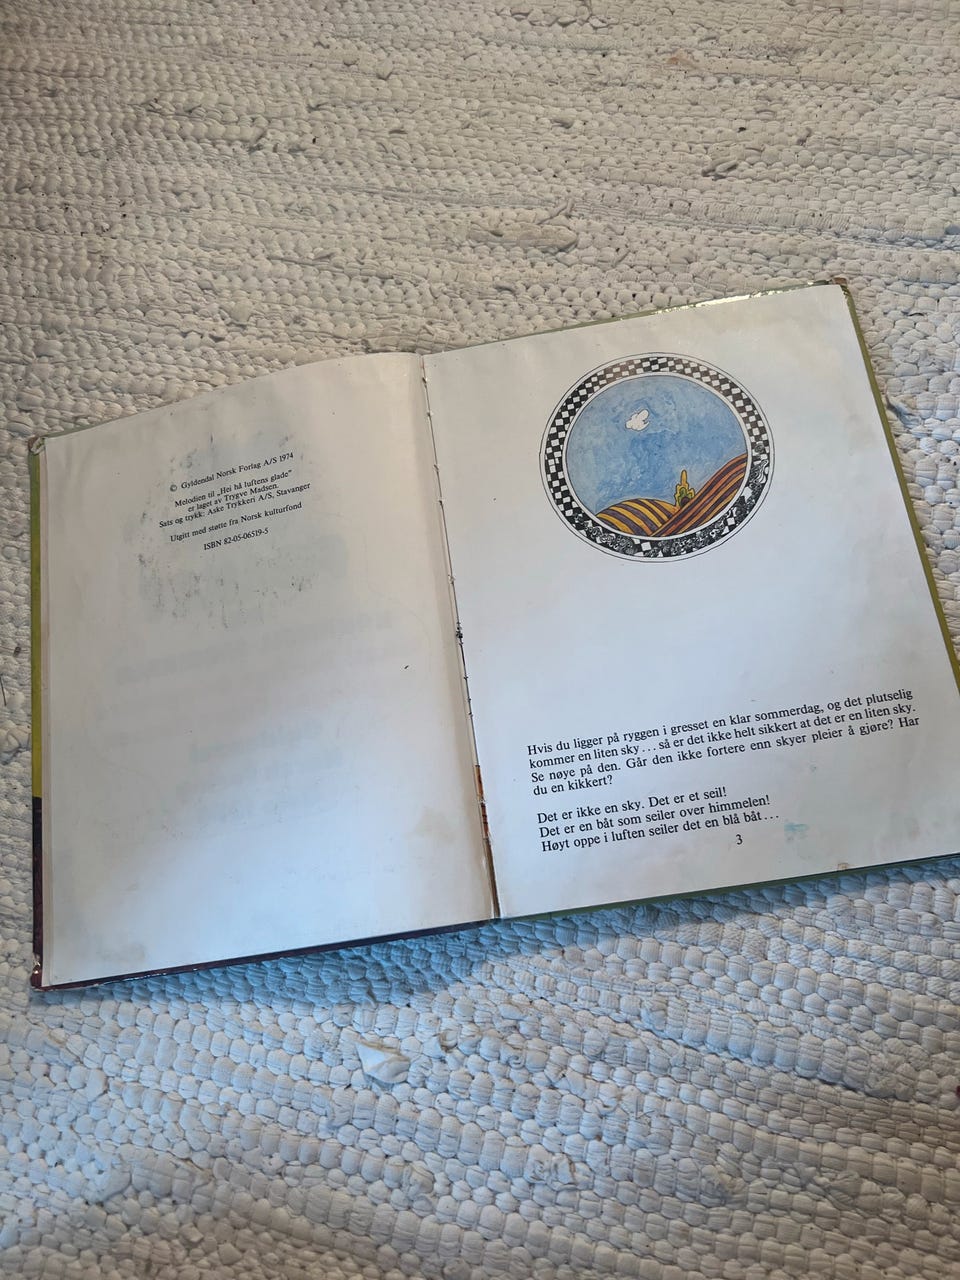 © Gyldendal Norsk Forlag A/S 1974
Melodien til „Hei hå luftens glade”
er laget av Trygve Madsen.
Sats og trykk: Aske Trykkeri A/S, Stavanger
Utgitt med støtte fra Norsk kulturfond
ISBN 82-05-06519-5
Hvis du ligger på ryggen i gresset en klar sommerdag, og det plutselig
kommer en liten sky ... så er det ikke helt sikkert at det er en liten sky.
Se nøye på den. Går den ikke fortere enn skyer pleier å gjøre? Har
du en kikkert?
Det er ikke en sky. Det er et seil!
Det er en båt som seiler over himmelen!
Høyt oppe i luften seiler det en blå båt ...
3